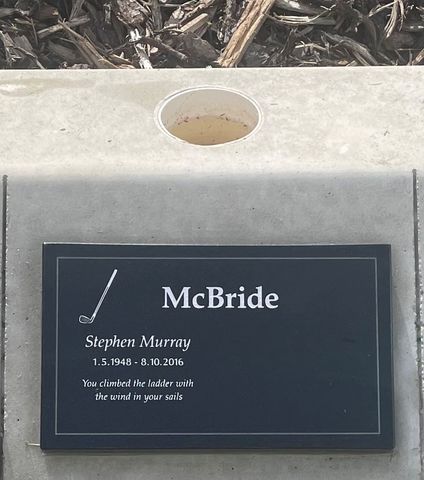 McBride
Stephen Murray
1.5.1948 - 8.10.2016
You climbed the ladder with
the wind in your sails